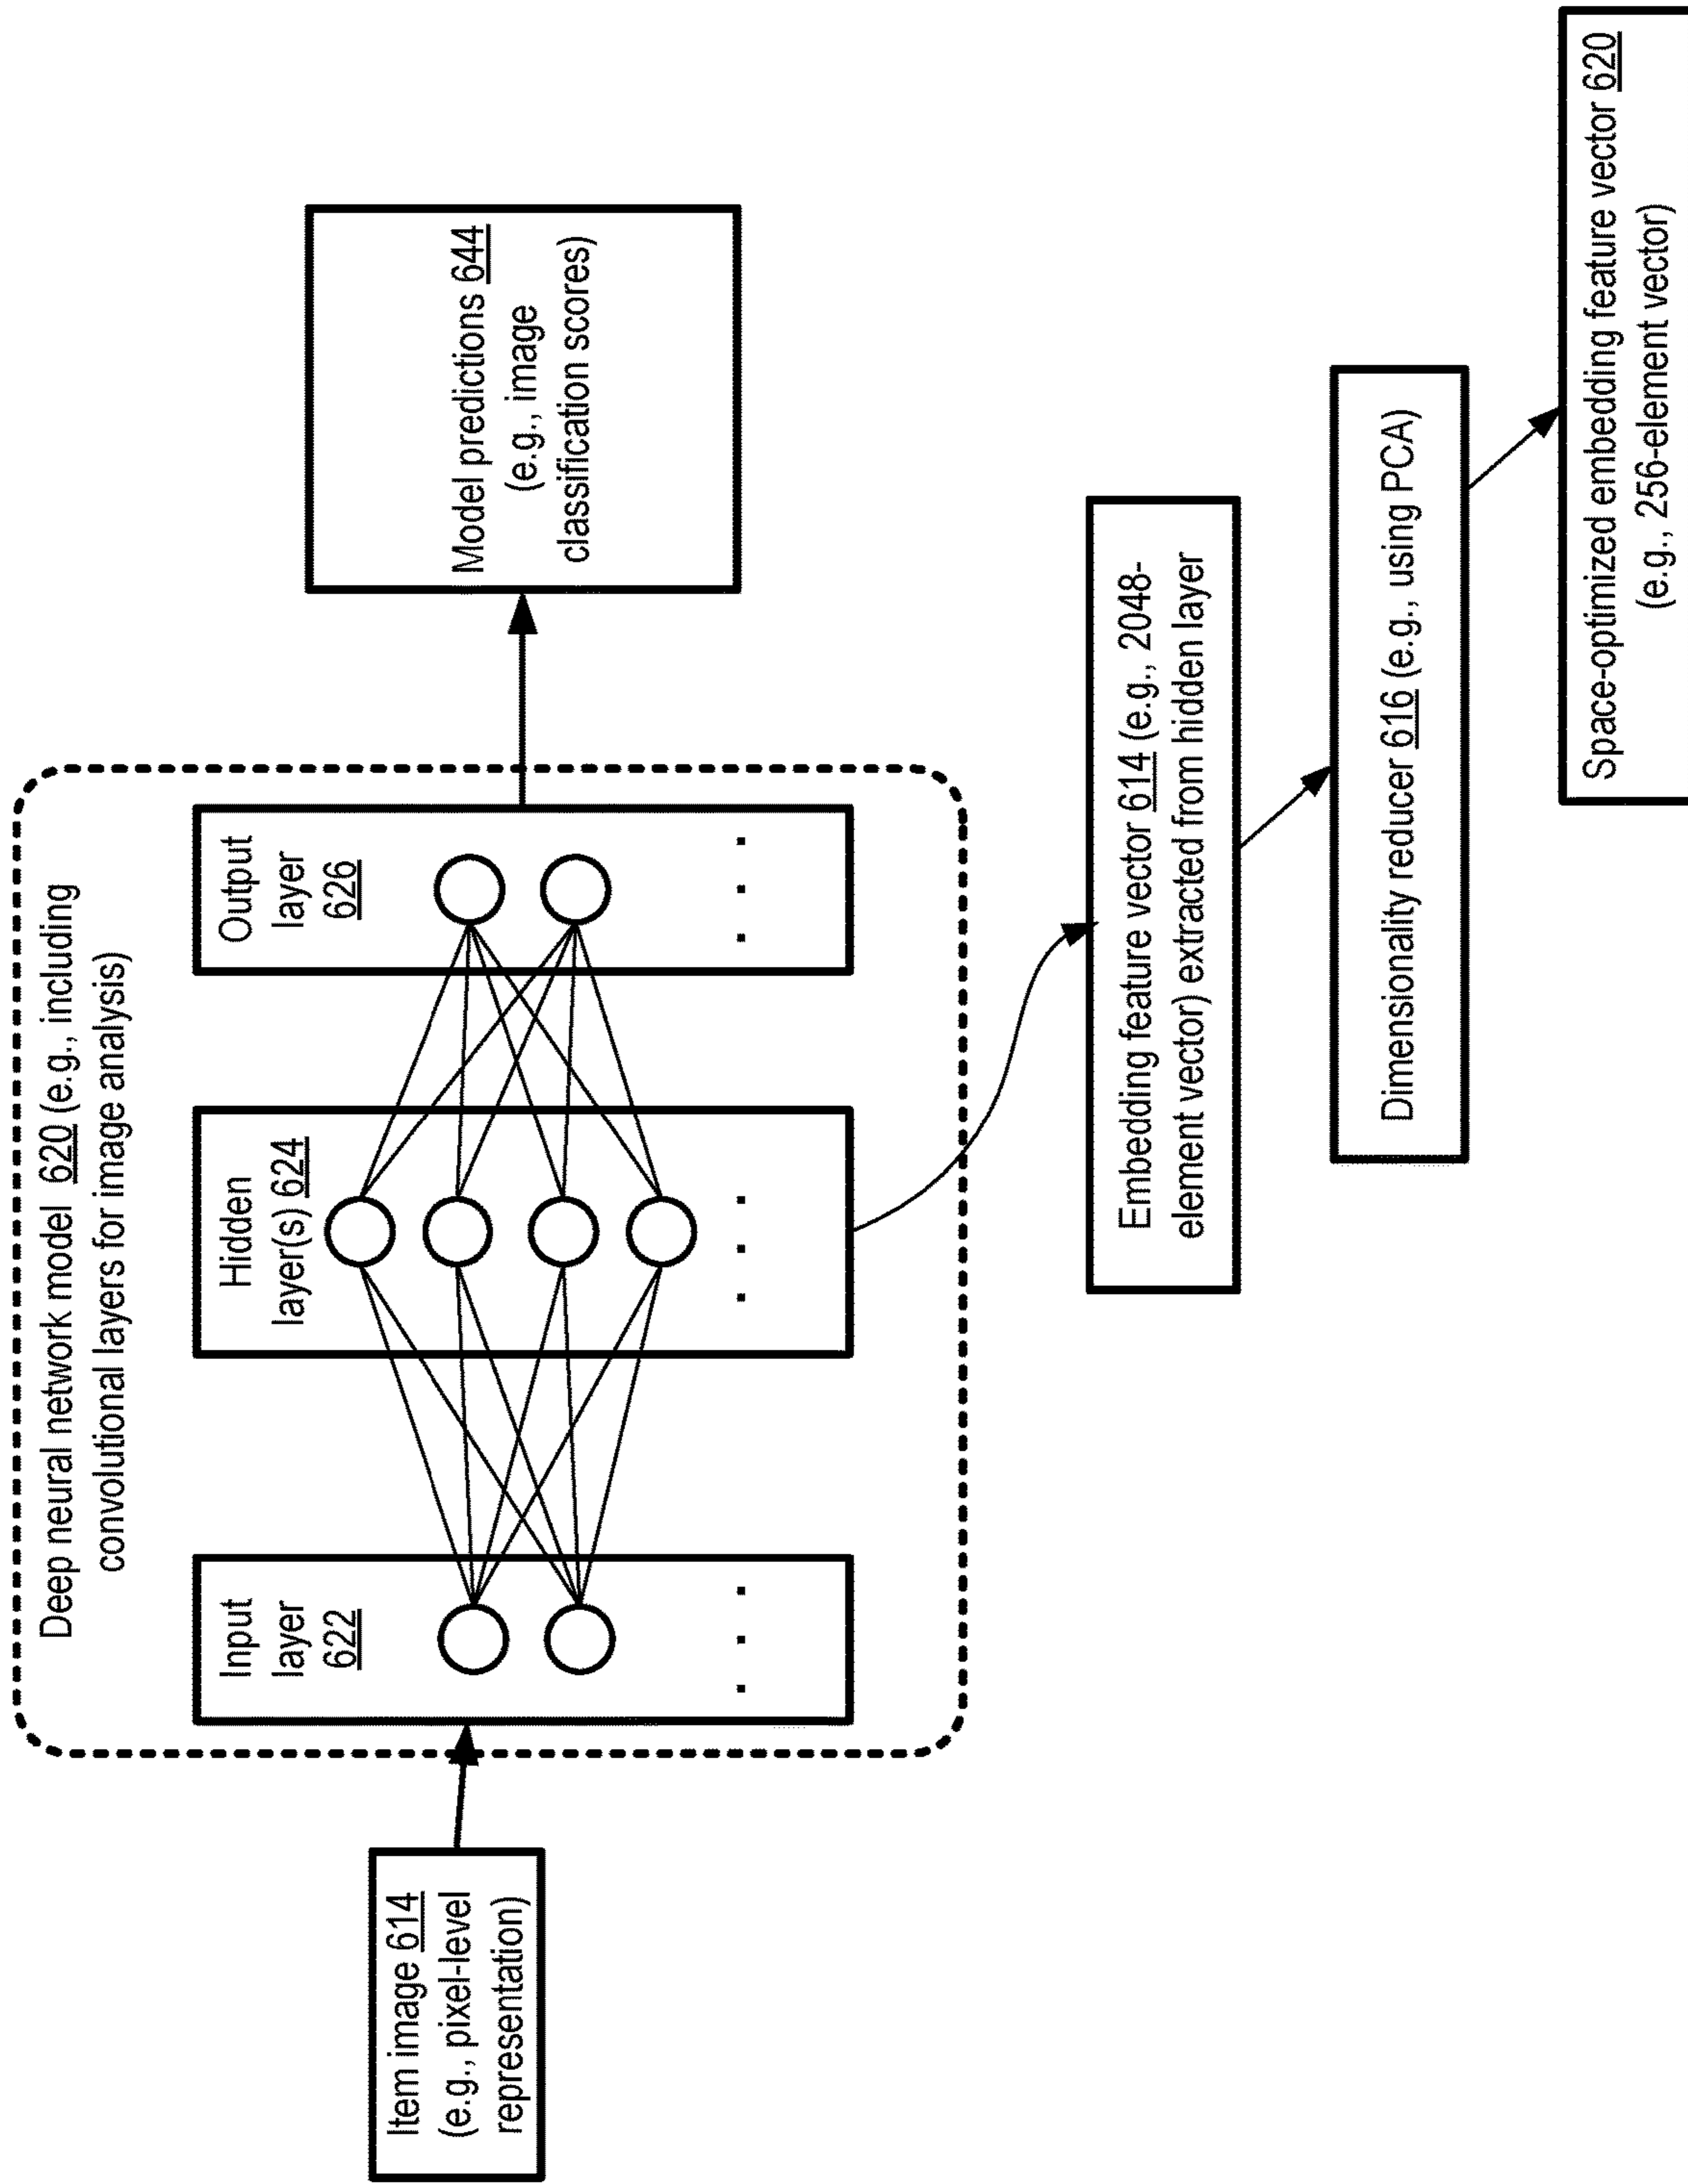 Deep neural network model 620 (e.g., including
convolutional layers for image analysis)
Item image 614
(e.g., pixel-level
representation)
Input
layer
622
Hidden
layer(s) 624
Output
layer
626
Model predictions 644
(e.g., image
classification scores)
Embedding feature vector 614 (e.g., 2048-
element vector) extracted from hidden layer
Dimensionality reducer 616 (e.g., using PCA)
Space-optimized embedding feature vector 620
(e.g., 256-element vector)